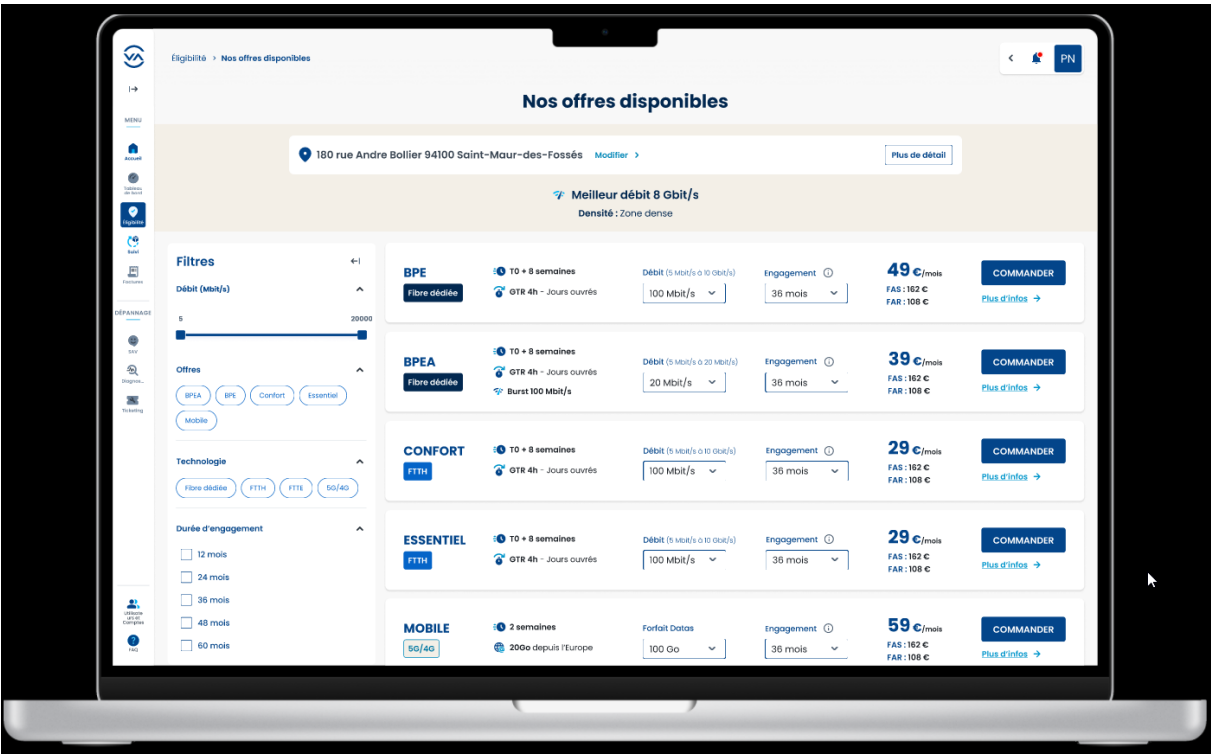 Éligibilité > Nos offres disponibles
PN
MENU
Accueil
Tableau de bord
Éligibilité
Suivi
Factures
DÉPANNAGE
SAV
Diagnos...
Ticketing
Utilisateurs et Comptes
FAQ
Nos offres disponibles
180 rue Andre Bollier 94100 Saint-Maur-des-Fossés Modifier >
Plus de détail
Meilleur débit 8 Gbit/s
Densité : Zone dense
Filtres
Débit (Mbit/s)
5 20000
Offres
BPEA BPE Confort Essentiel
Mobile
Technologie
Fibre dédiée FTTH FTTE 5G/4G
Durée d'engagement
12 mois
24 mois
36 mois
48 mois
60 mois
BPE
Fibre dédiée
T0 + 8 semaines
GTR 4h - Jours ouvrés
Débit (5 Mbit/s à 10 Gbit/s)
100 Mbit/s
Engagement
36 mois
49 €/mois
FAS : 162 €
FAR : 108 €
COMMANDER
Plus d'infos →
BPEA
Fibre dédiée
T0 + 8 semaines
GTR 4h - Jours ouvrés
Burst 100 Mbit/s
Débit (5 Mbit/s à 20 Mbit/s)
20 Mbit/s
Engagement
36 mois
39 €/mois
FAS : 162 €
FAR : 108 €
COMMANDER
Plus d'infos →
CONFORT
FTTH
T0 + 8 semaines
GTR 4h - Jours ouvrés
Débit (5 Mbit/s à 10 Gbit/s)
100 Mbit/s
Engagement
36 mois
29 €/mois
FAS : 162 €
FAR : 108 €
COMMANDER
Plus d'infos →
ESSENTIEL
FTTH
T0 + 8 semaines
GTR 4h - Jours ouvrés
Débit (5 Mbit/s à 10 Gbit/s)
100 Mbit/s
Engagement
36 mois
29 €/mois
FAS : 162 €
FAR : 108 €
COMMANDER
Plus d'infos →
MOBILE
5G/4G
2 semaines
20Go depuis l'Europe
Forfait Datas
100 Go
Engagement
36 mois
59 €/mois
FAS : 162 €
FAR : 108 €
COMMANDER
Plus d'infos →